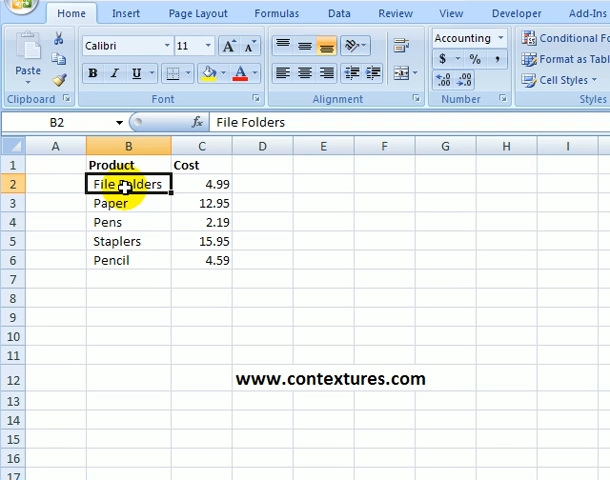 Home Insert Page Layout Formulas Data Review View Developer Add-Ins
Calibri 11 A A Accounting Conditional Fo
Paste B I U A $ % , Format as Table
Cell Styles
Clipboard Font Alignment Number Styles
B2 fx File Folders
A B C D E F G H I
1 Product Cost
2 File Folders 4.99
3 Paper 12.95
4 Pens 2.19
5 Staplers 15.95
6 Pencil 4.59
7
8
9
10
11
12 www.contextures.com
13
14
15
16
17